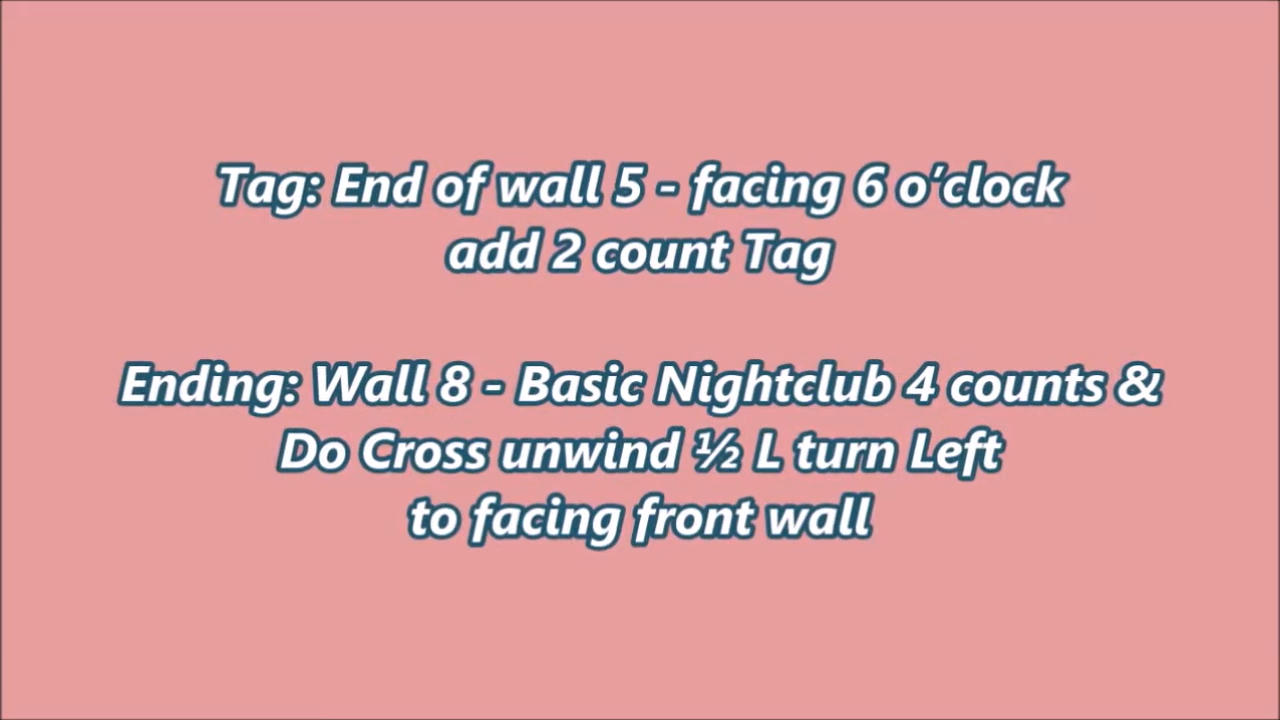 Tag: End of wall 5 - facing 6 o’clock
add 2 count Tag
Ending: Wall 8 - Basic Nightclub 4 counts &
Do Cross unwind ½ L turn Left
to facing front wall